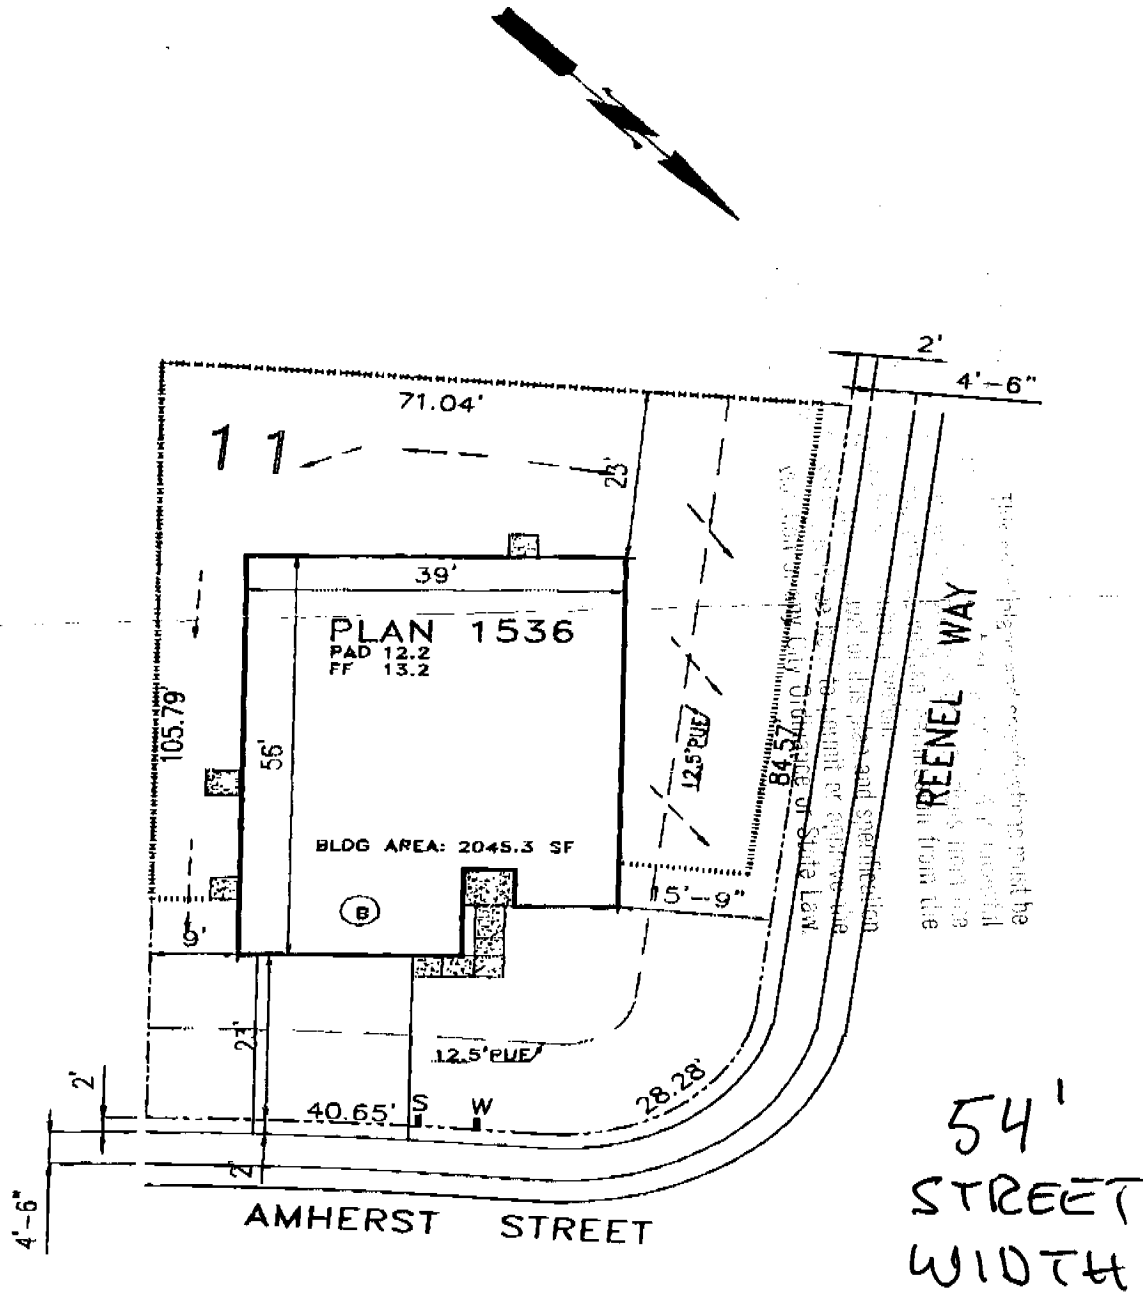 2'
4'-6"
71.04'
11
23'
39'
PLAN 1536
PAD 12.2
FF 13.2
105.79'
56'
12.5'PUE
84.57'
REENEL WAY
BLDG AREA: 2045.3 SF
B
15'-9"
9'
23'
12.5'PUE
2'
40.65'
S
W
28.28'
2'
4'-6"
AMHERST STREET
54'
STREET
WIDTH